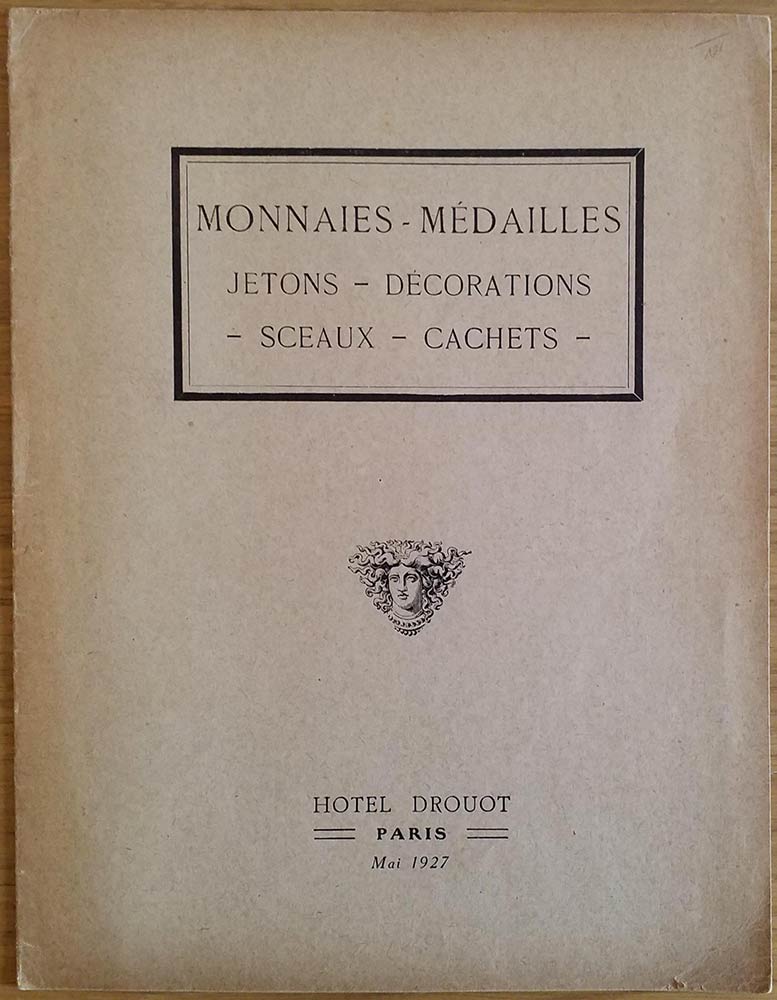 MONNAIES - MÉDAILLES
JETONS - DÉCORATIONS
- SCEAUX - CACHETS -
HOTEL DROUOT
PARIS
Mai 1927